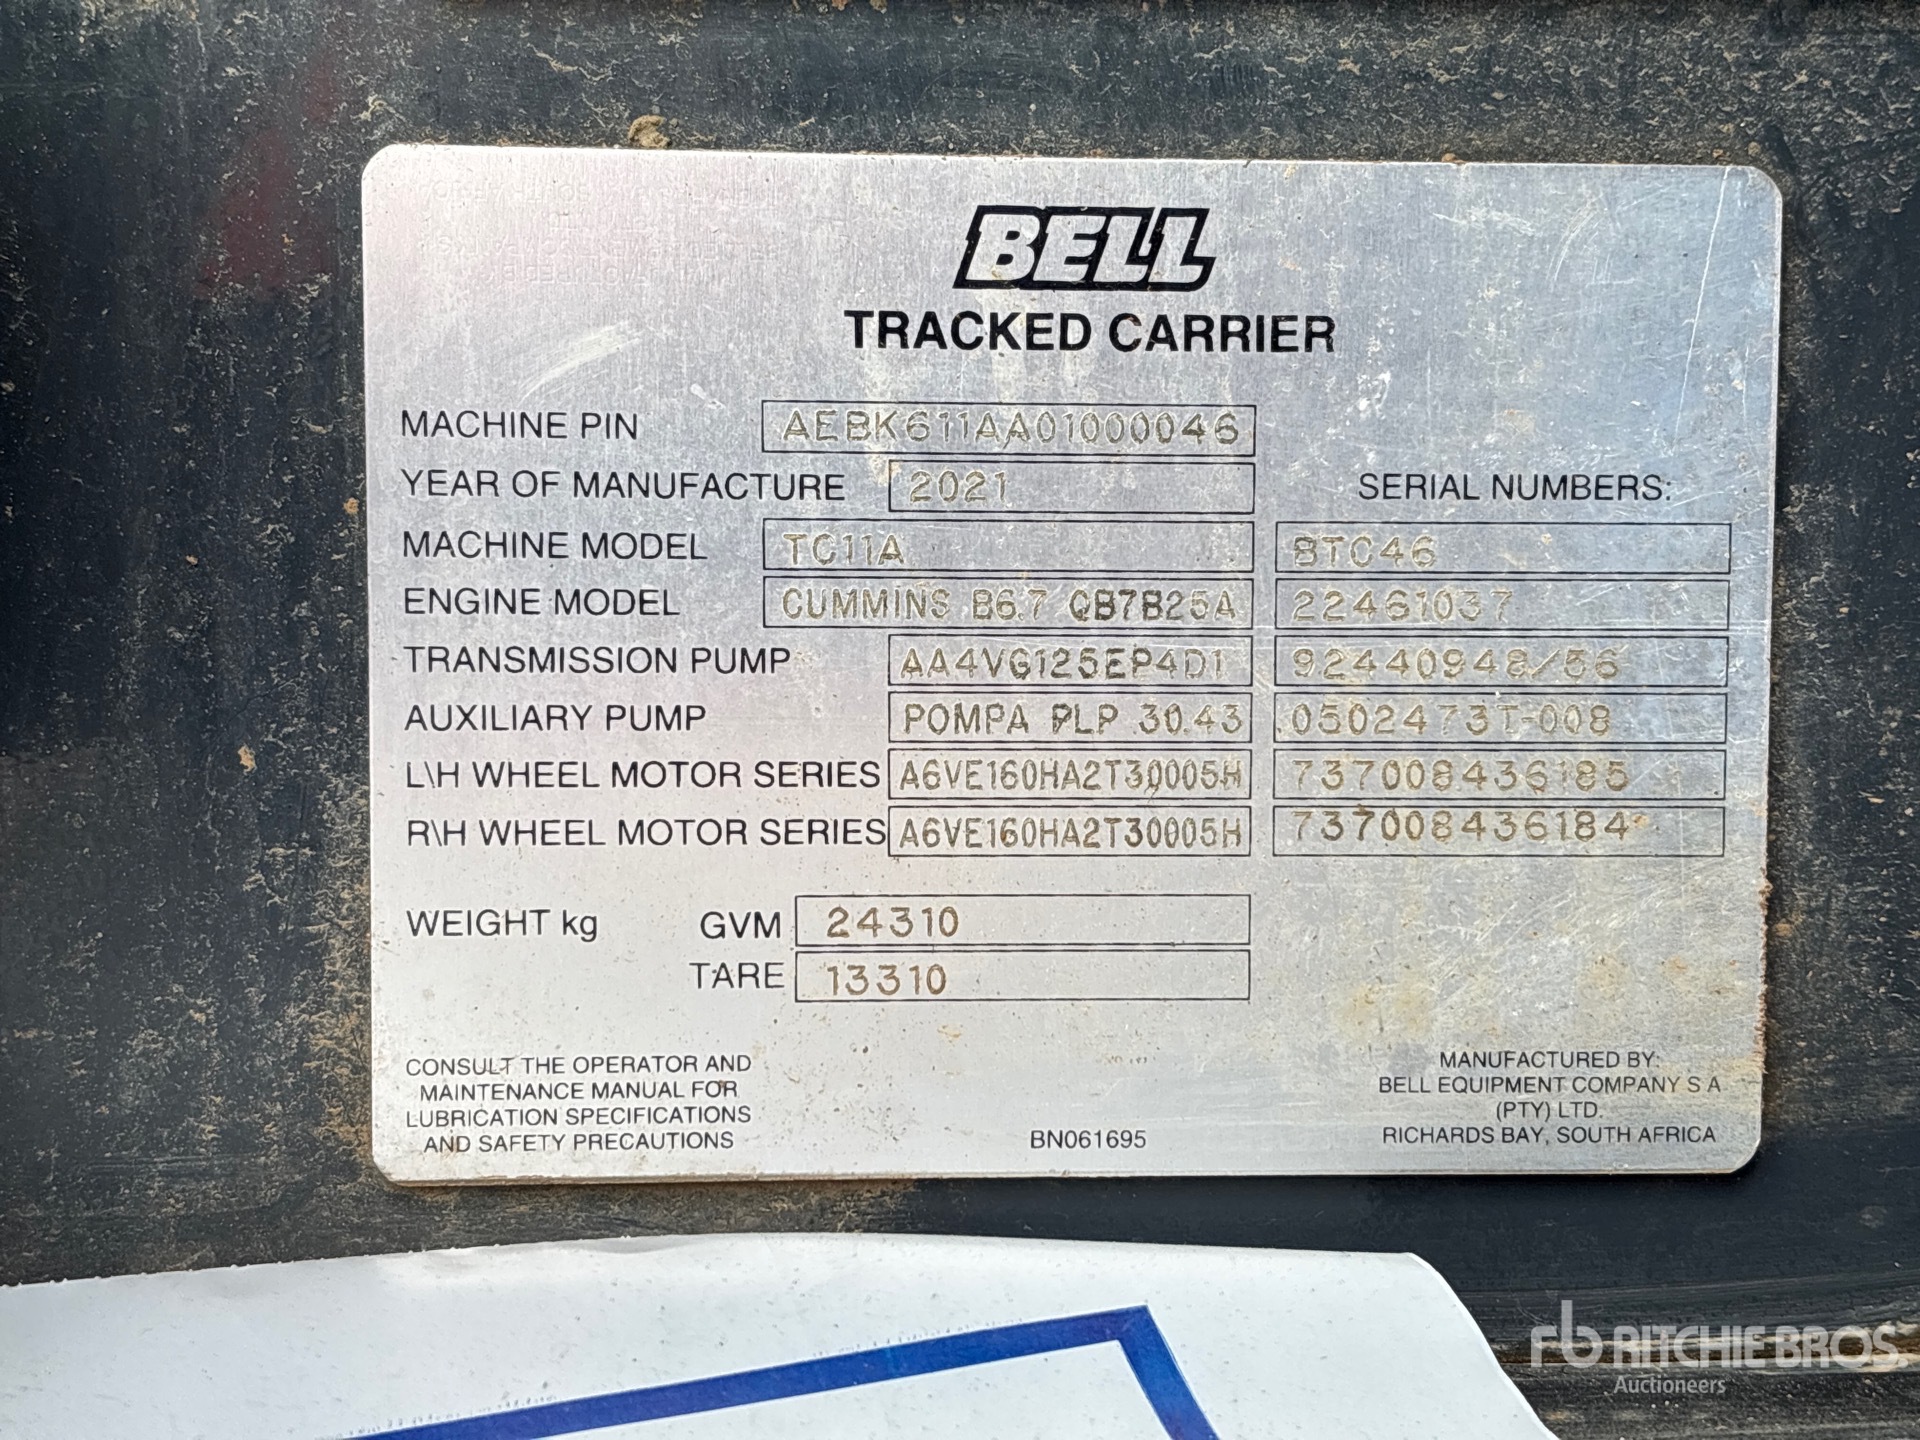 BELL
TRACKED CARRIER
MACHINE PIN AEBK611AA01000046
YEAR OF MANUFACTURE 2021 SERIAL NUMBERS:
MACHINE MODEL TC11A BTC46
ENGINE MODEL CUMMINS B6.7 QB7B25A 22461037
TRANSMISSION PUMP AA4VG125EP4D1 92440948/56
AUXILIARY PUMP POMPA PLP 30.43 05024731-008
L\H WHEEL MOTOR SERIES A6VE160HA2T30005H 737008436185
R\H WHEEL MOTOR SERIES A6VE160HA2T30005H 737008436184
WEIGHT kg GVM 24310
TARE 13310
CONSULT THE OPERATOR AND
MAINTENANCE MANUAL FOR
LUBRICATION SPECIFICATIONS
AND SAFETY PRECAUTIONS
BN061695
MANUFACTURED BY:
BELL EQUIPMENT COMPANY S A
(PTY) LTD.
RICHARDS BAY, SOUTH AFRICA
rb RITCHIE BROS.
Auctioneers